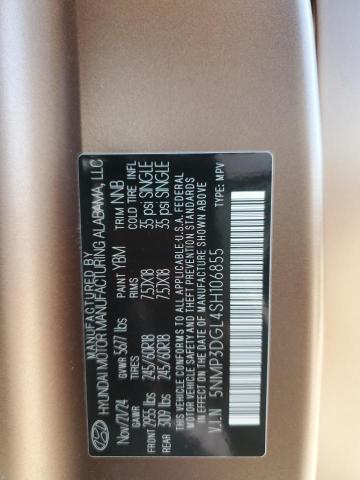 MANUFACTURED BY
HYUNDAI MOTOR MANUFACTURING ALABAMA, LLC
Nov/21/24 GVWR 5677 lbs PAINT YBM TRIM NNB
GAWR TIRES RIMS COLD TIRE INFL
FRONT 2955 lbs 245/60R18 7.5JX18 35 psi SINGLE
REAR 3109 lbs 245/60R18 7.5JX18 35 psi SINGLE
THIS VEHICLE CONFORMS TO ALL APPLICABLE U.S.A. FEDERAL
MOTOR VEHICLE SAFETY AND THEFT PREVENTION STANDARDS
IN EFFECT ON THE DATE OF MANUFACTURE SHOWN ABOVE.
V.I.N 5NMP3DGL4SH106855 TYPE: MPV